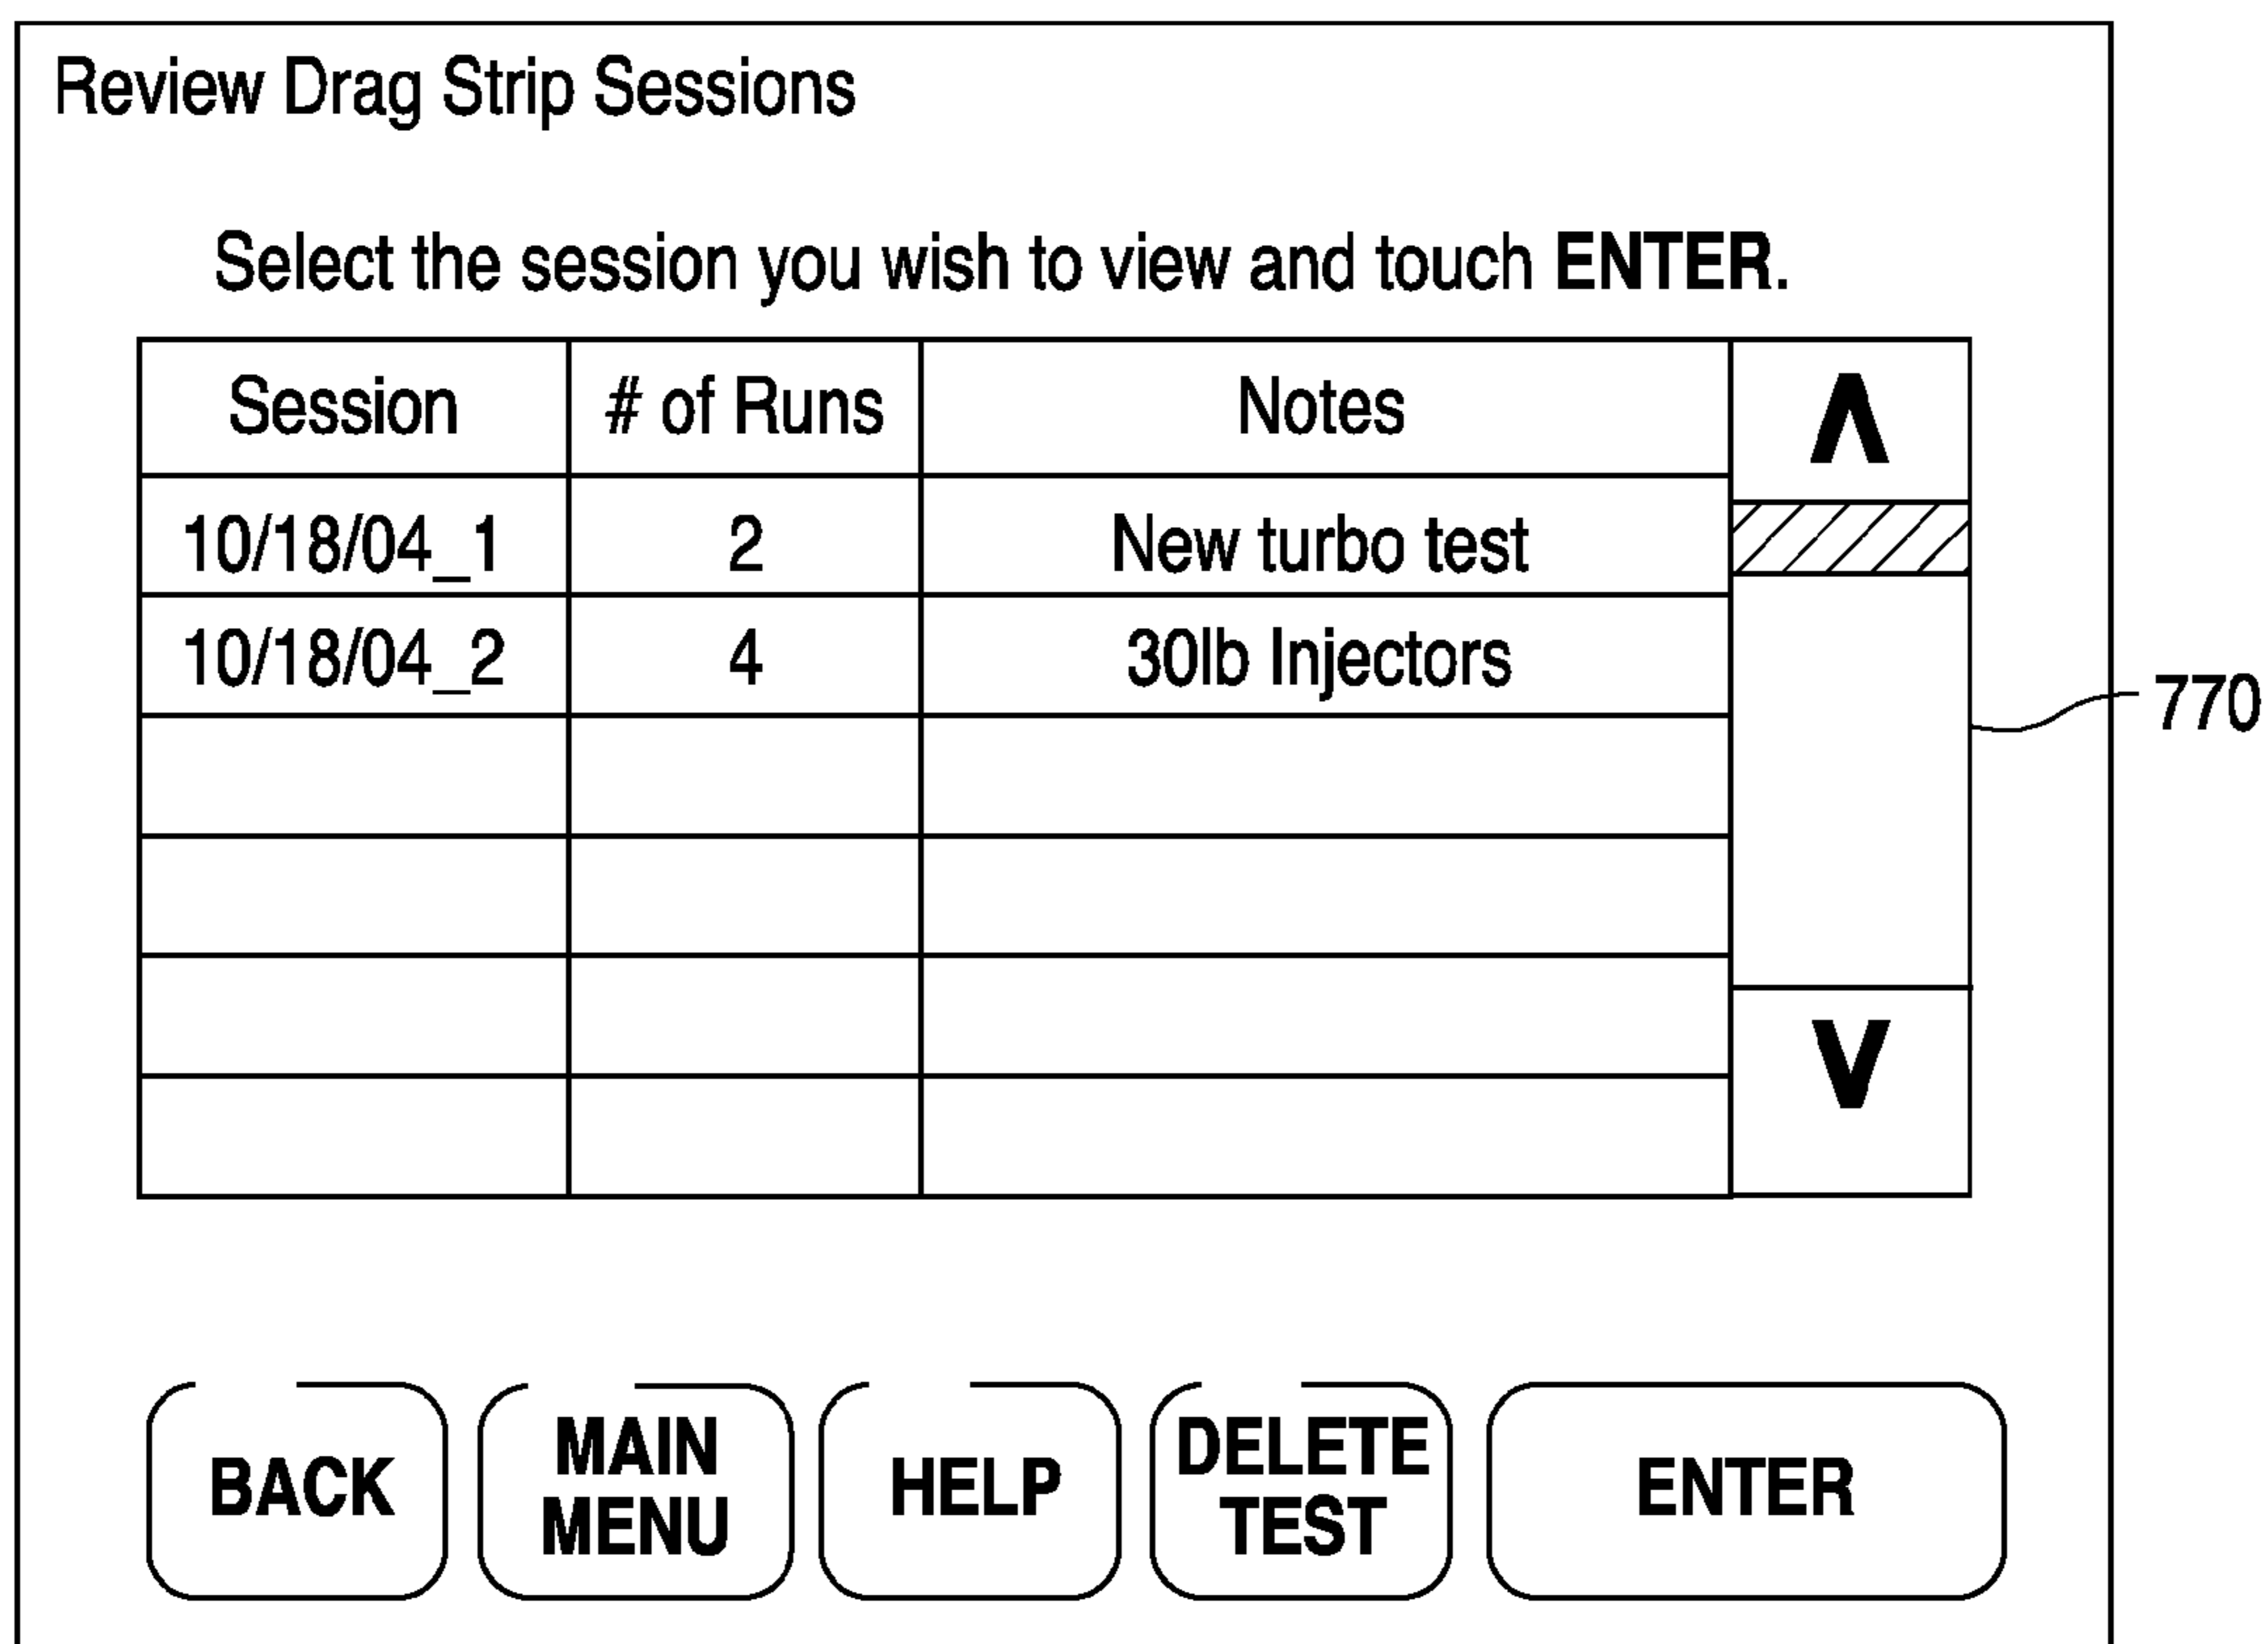 Review Drag Strip Sessions
Select the session you wish to view and touch ENTER.
Session # of Runs Notes
10/18/04_1 2 New turbo test
10/18/04_2 4 30lb Injectors
770
BACK MAIN MENU HELP DELETE TEST ENTER